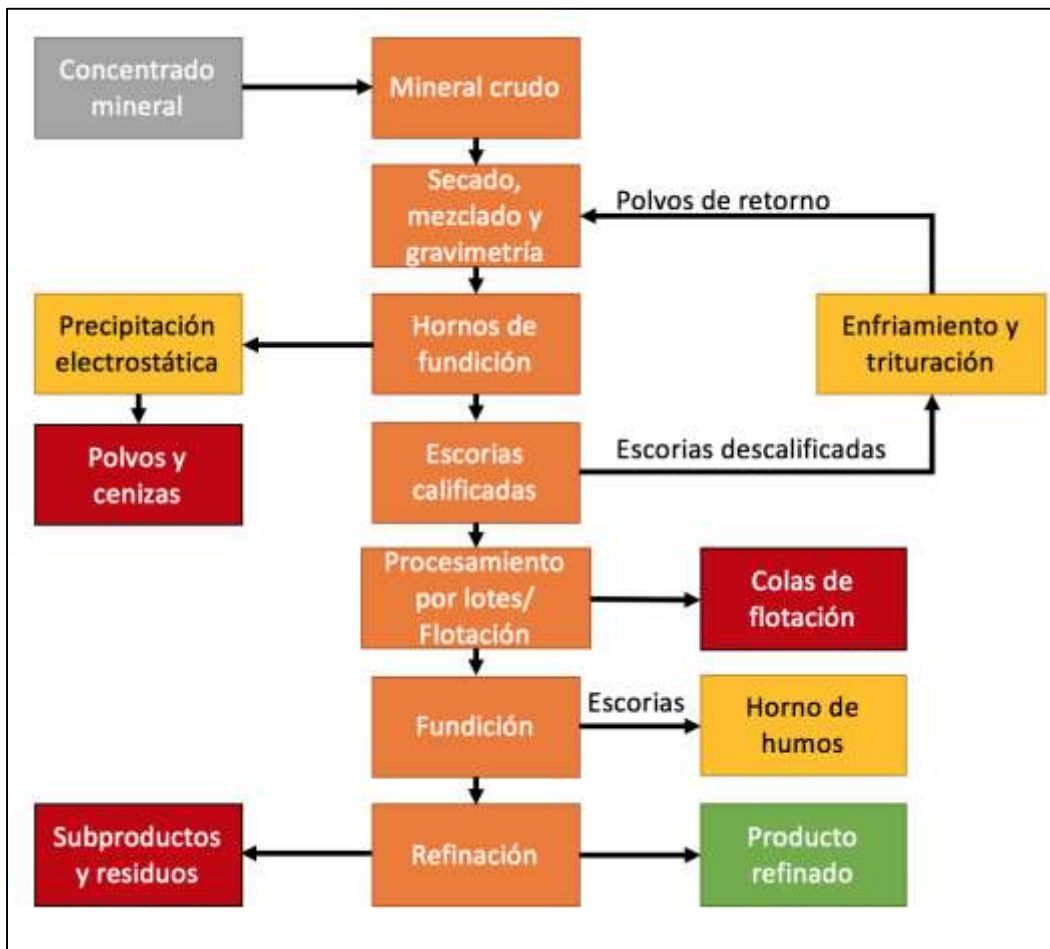 Concentrado
mineral
Mineral crudo
Secado,
mezclado y
gravimetría
Polvos de retorno
Precipitación
electrostática
Hornos de
fundición
Enfriamiento y
trituración
Polvos y
cenizas
Escorias
calificadas
Escorias descalificadas
Procesamiento
por lotes/
Flotación
Colas de
flotación
Fundición
Escorias
Horno de
humos
Subproductos
y residuos
Refinación
Producto
refinado